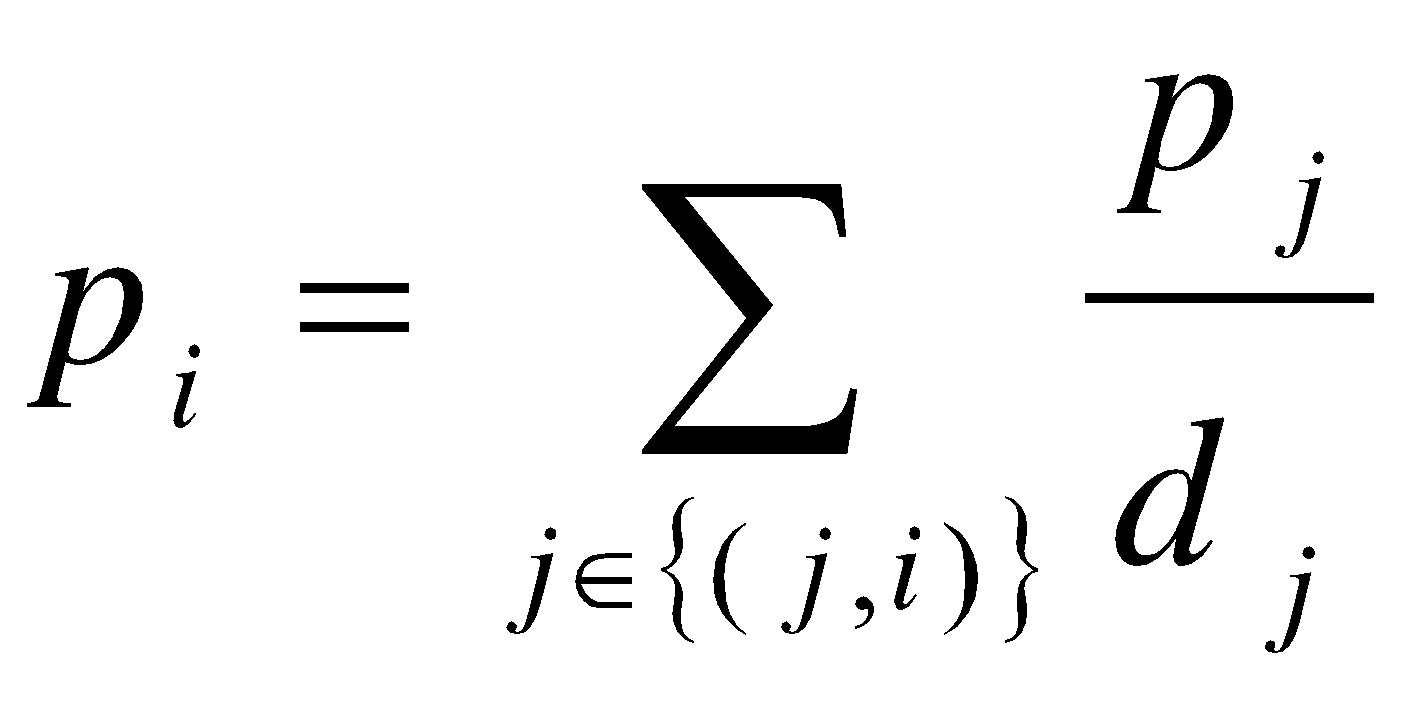 p_i = \sum_{j \in \{(j,i)\}} \frac{p_j}{d_j}